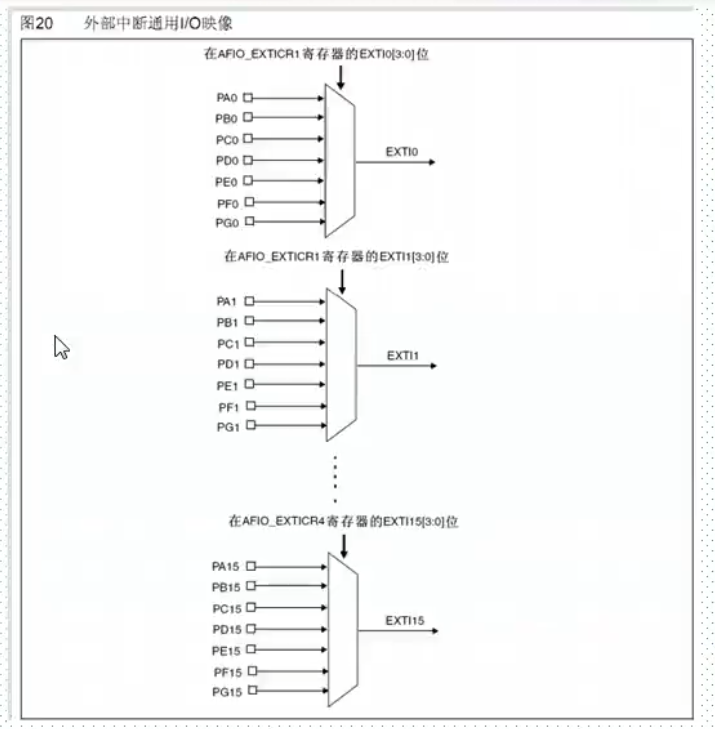 图20 外部中断通用I/O映像
在AFIO_EXTICR1寄存器的EXTI0[3:0]位
PA0
PB0
PC0
PD0
PE0
PF0
PG0
EXTI0
在AFIO_EXTICR1寄存器的EXTI1[3:0]位
PA1
PB1
PC1
PD1
PE1
PF1
PG1
EXTI1
在AFIO_EXTICR4寄存器的EXTI15[3:0]位
PA15
PB15
PC15
PD15
PE15
PF15
PG15
EXTI15